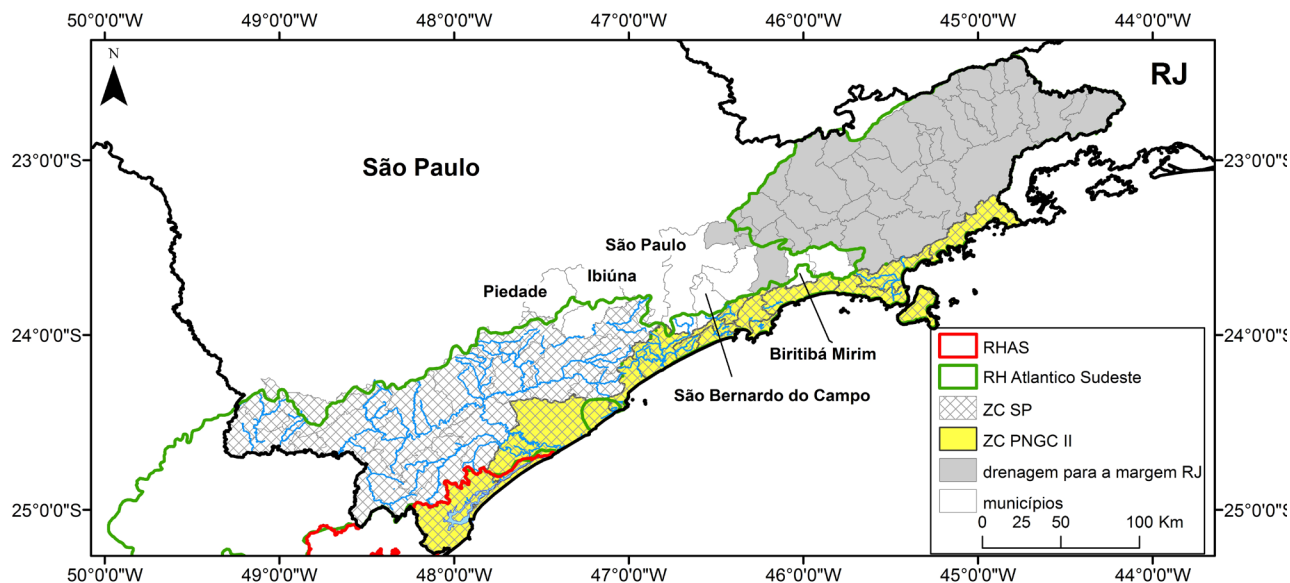 50°0'0"W 49°0'0"W 48°0'0"W 47°0'0"W 46°0'0"W 45°0'0"W 44°0'0"W
N
RJ
23°0'0"S 23°0'0"S
São Paulo
São Paulo
Ibiúna
Piedade
24°0'0"S 24°0'0"S
Biritibá Mirim
São Bernardo do Campo
RHAS
RH Atlantico Sudeste
ZC SP
ZC PNGC II
drenagem para a margem RJ
municípios
0 25 50 100 Km
25°0'0"S 25°0'0"S
50°0'0"W 49°0'0"W 48°0'0"W 47°0'0"W 46°0'0"W 45°0'0"W 44°0'0"W